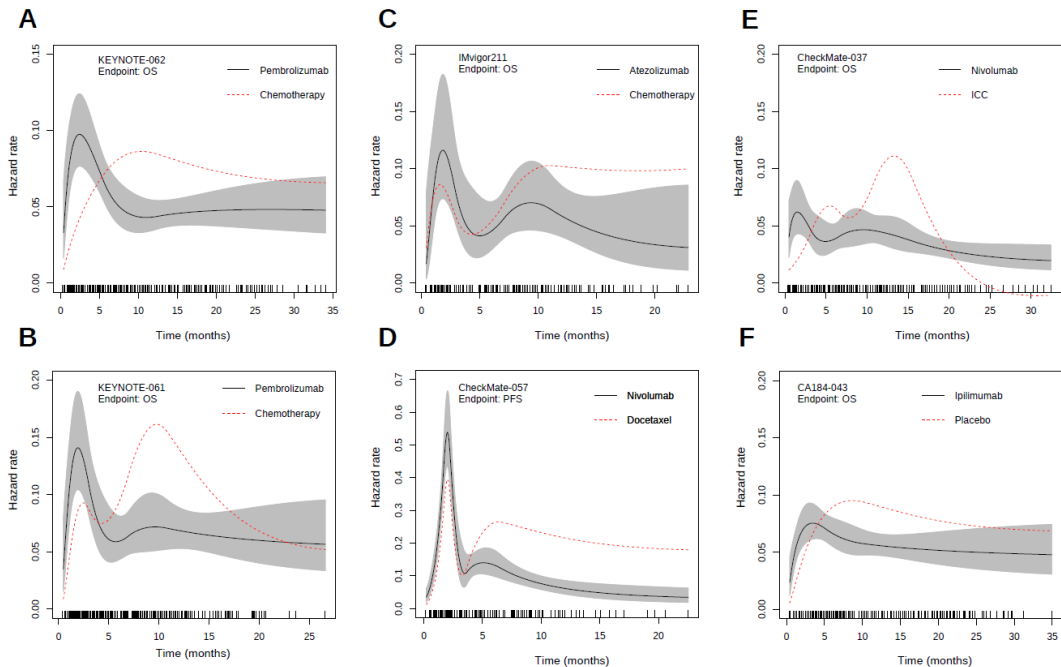 A
KEYNOTE-062
Endpoint: OS
Pembrolizumab
Chemotherapy
Hazard rate
0.15
0.10
0.05
0.00
0 5 10 15 20 25 30 35
Time (months)
C
IMvigor211
Endpoint: OS
Atezolizumab
Chemotherapy
Hazard rate
0.20
0.15
0.10
0.05
0.00
0 5 10 15 20
Time (months)
E
CheckMate-037
Endpoint: OS
Nivolumab
ICC
Hazard rate
0.20
0.15
0.10
0.05
0.00
0 5 10 15 20 25 30
Time (months)
B
KEYNOTE-061
Endpoint: OS
Pembrolizumab
Chemotherapy
Hazard rate
0.20
0.15
0.10
0.05
0.00
0 5 10 15 20 25
Time (months)
D
CheckMate-057
Endpoint: PFS
Nivolumab
Docetaxel
Hazard rate
0.7
0.6
0.5
0.4
0.3
0.2
0.1
0.0
0 5 10 15 20
Time (months)
F
CA184-043
Endpoint: OS
Ipilimumab
Placebo
Hazard rate
0.20
0.15
0.10
0.05
0.00
0 5 10 15 20 25 30 35
Time (months)